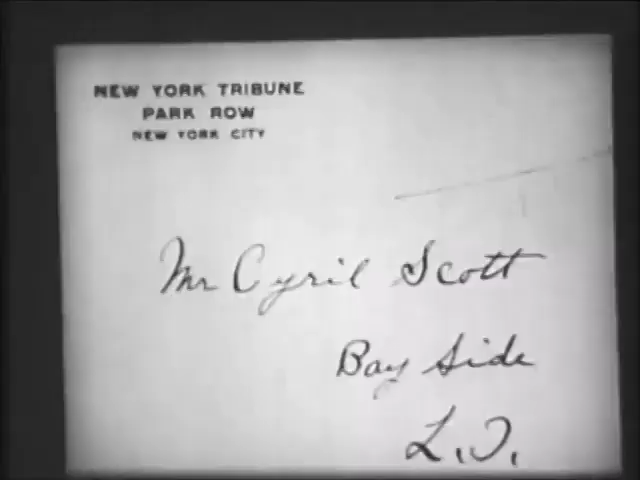 NEW YORK TRIBUNE
PARK ROW
NEW YORK CITY
Mr Cyril Scott
Bay Side
L.I.